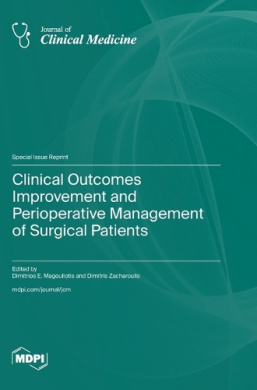 Journal of
Clinical Medicine
Special Issue Reprint
Clinical Outcomes
Improvement and
Perioperative Management
of Surgical Patients
Edited by
Dimitrios E. Magouliotis and Dimitris Zacharoulis
mdpi.com/journal/jcm
MDPI